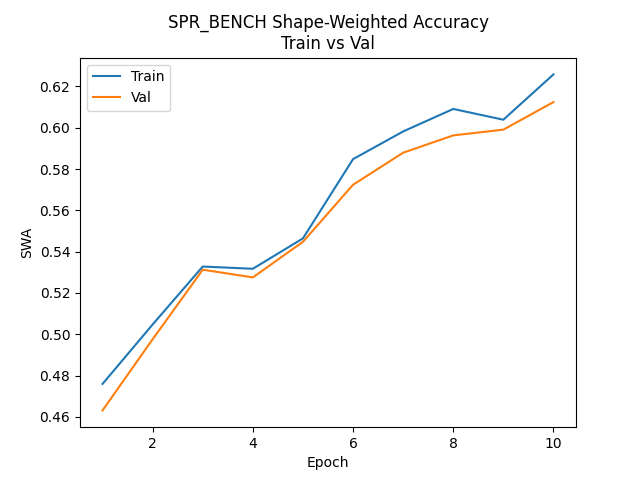 SPR_BENCH Shape-Weighted Accuracy
Train vs Val
Train
Val
0.62
0.60
0.58
0.56
0.54
0.52
0.50
0.48
0.46
SWA
2 4 6 8 10
Epoch